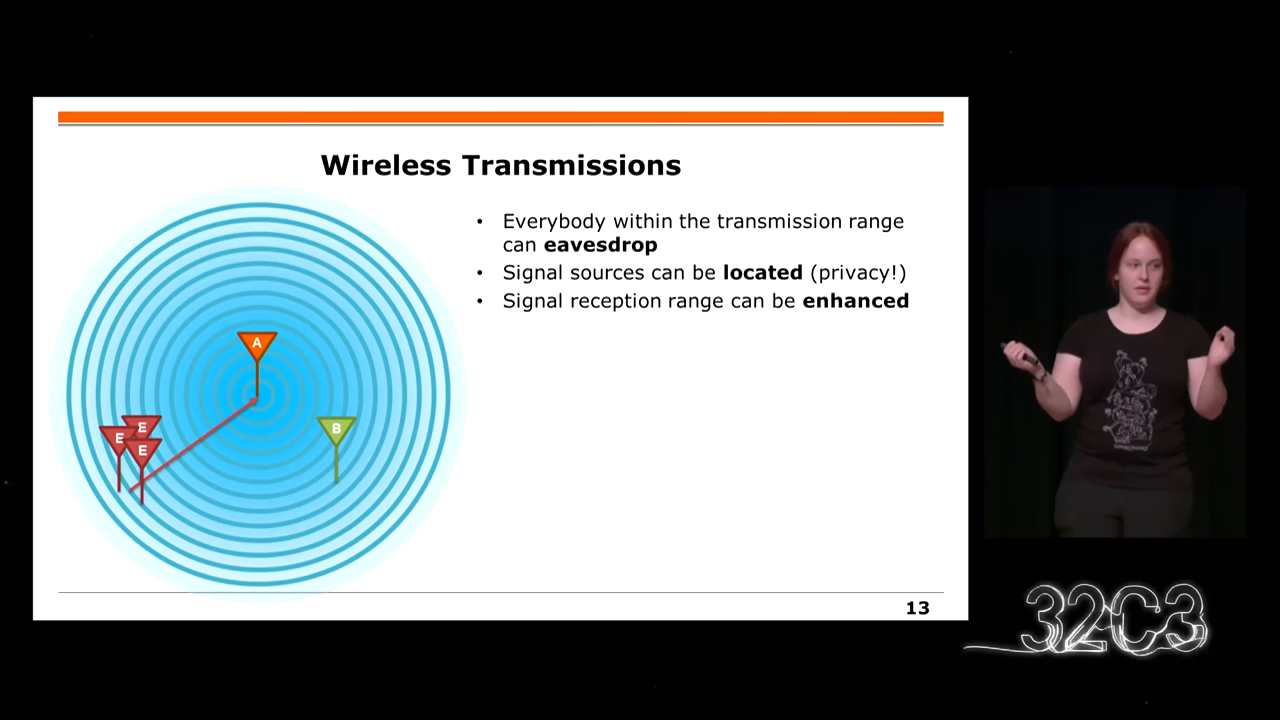 Wireless Transmissions
• Everybody within the transmission range
can eavesdrop
• Signal sources can be located (privacy!)
• Signal reception range can be enhanced
A
B
E
E
E
13
32C3